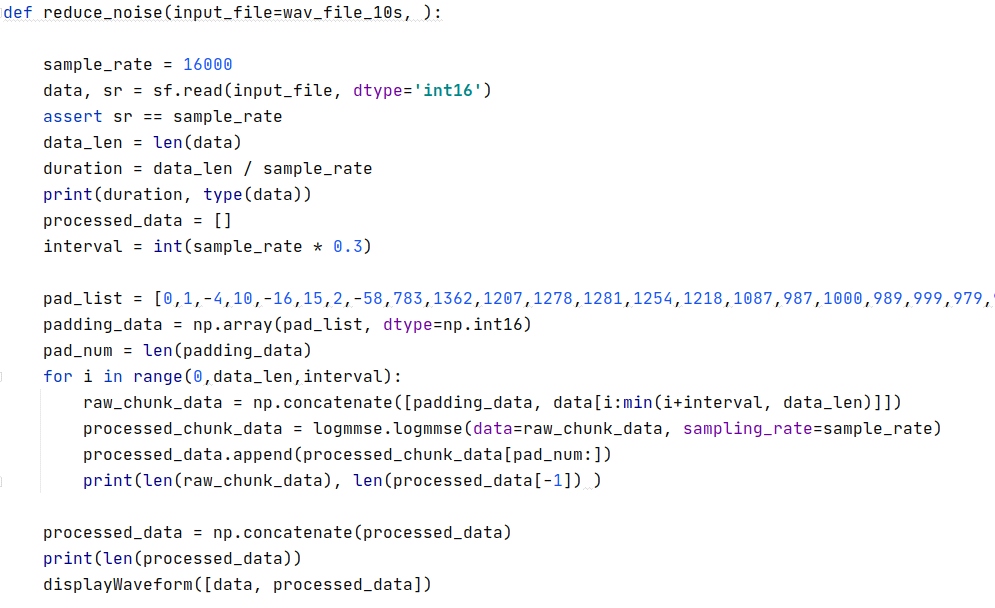 def reduce_noise(input_file=wav_file_10s, ):
    sample_rate = 16000
    data, sr = sf.read(input_file, dtype='int16')
    assert sr == sample_rate
    data_len = len(data)
    duration = data_len / sample_rate
    print(duration, type(data))
    processed_data = []
    interval = int(sample_rate * 0.3)
    pad_list = [0,1,-4,10,-16,15,2,-58,783,1362,1207,1278,1281,1254,1218,1087,987,1000,989,999,979,
    padding_data = np.array(pad_list, dtype=np.int16)
    pad_num = len(padding_data)
    for i in range(0,data_len,interval):
        raw_chunk_data = np.concatenate([padding_data, data[i:min(i+interval, data_len)]])
        processed_chunk_data = logmmse.logmmse(data=raw_chunk_data, sampling_rate=sample_rate)
        processed_data.append(processed_chunk_data[pad_num:])
        print(len(raw_chunk_data), len(processed_data[-1]) )
    processed_data = np.concatenate(processed_data)
    print(len(processed_data))
    displayWaveform([data, processed_data])